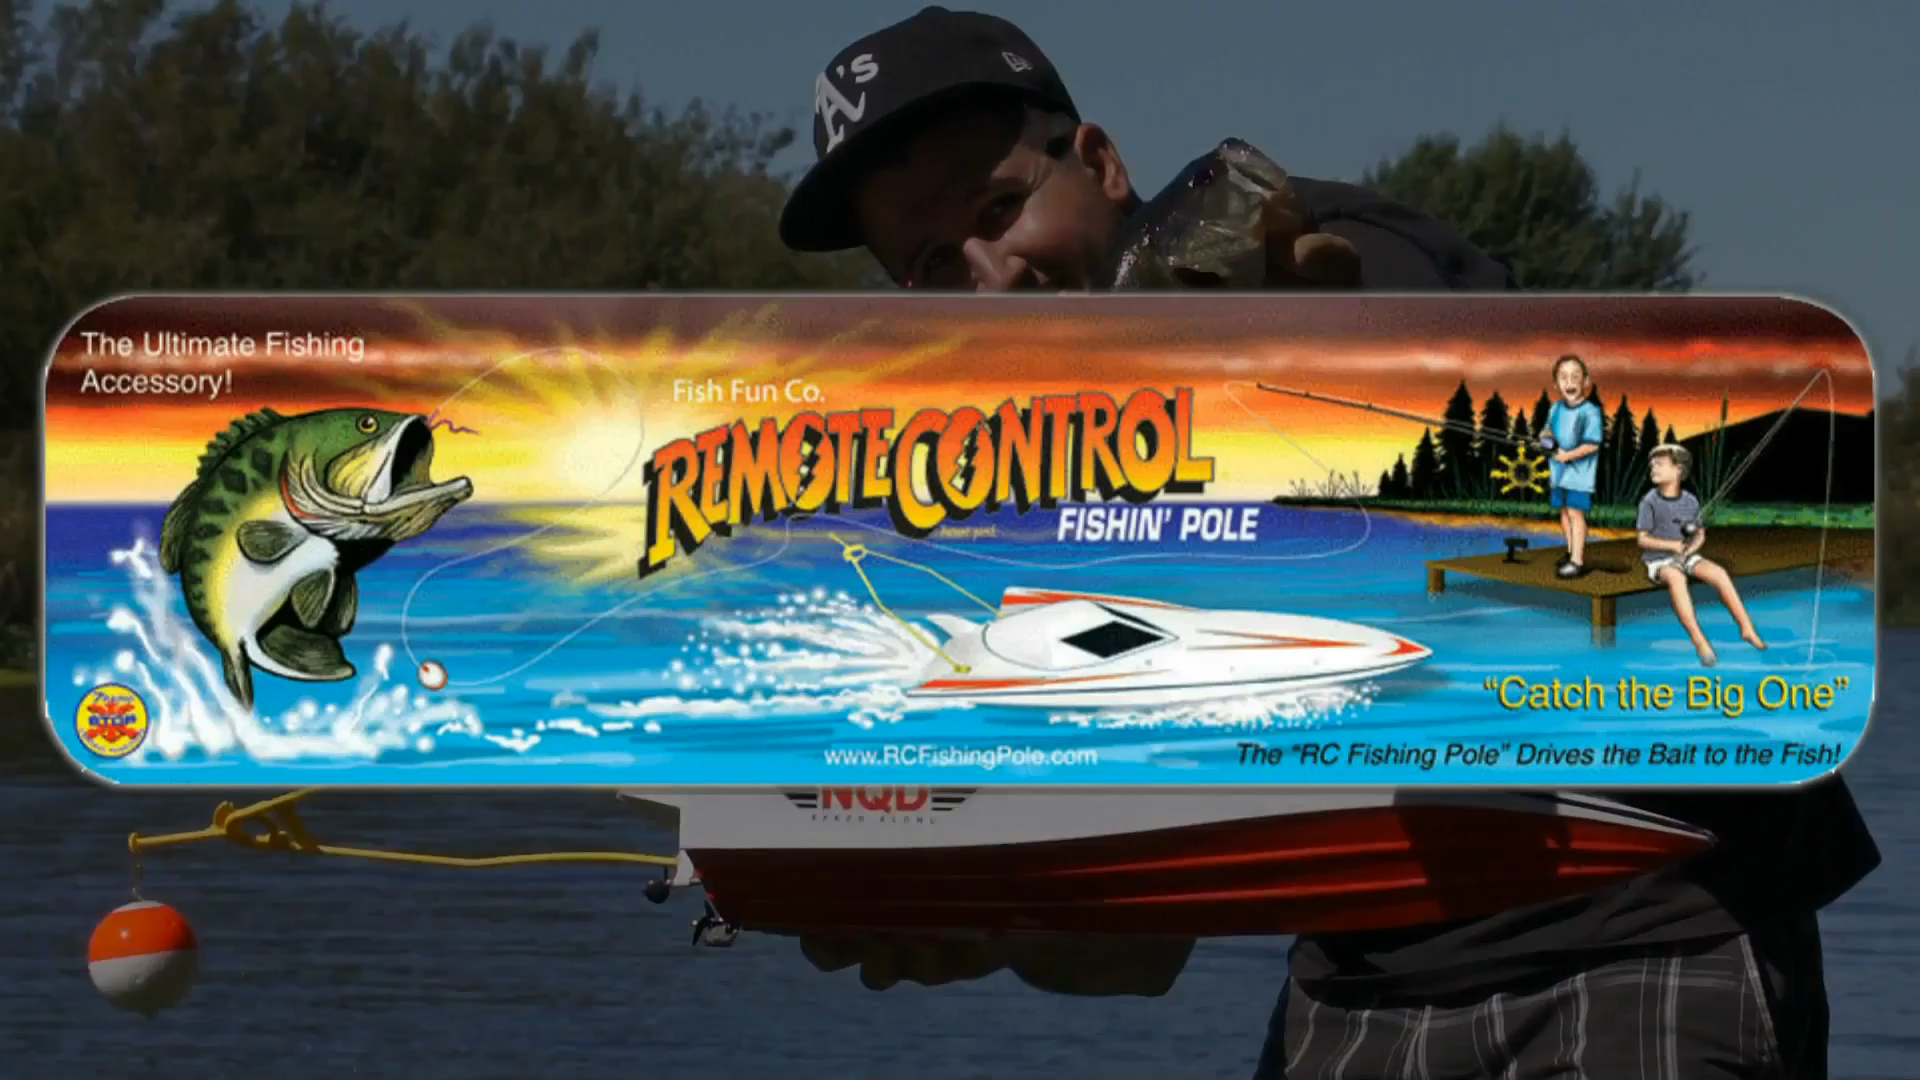 A's
The Ultimate Fishing
Accessory!
Fish Fun Co.
REMOTE CONTROL
FISHIN' POLE
STOP
"Catch the Big One"
www.RCFishingPole.com
The "RC Fishing Pole" Drives the Bait to the Fish!
NQD